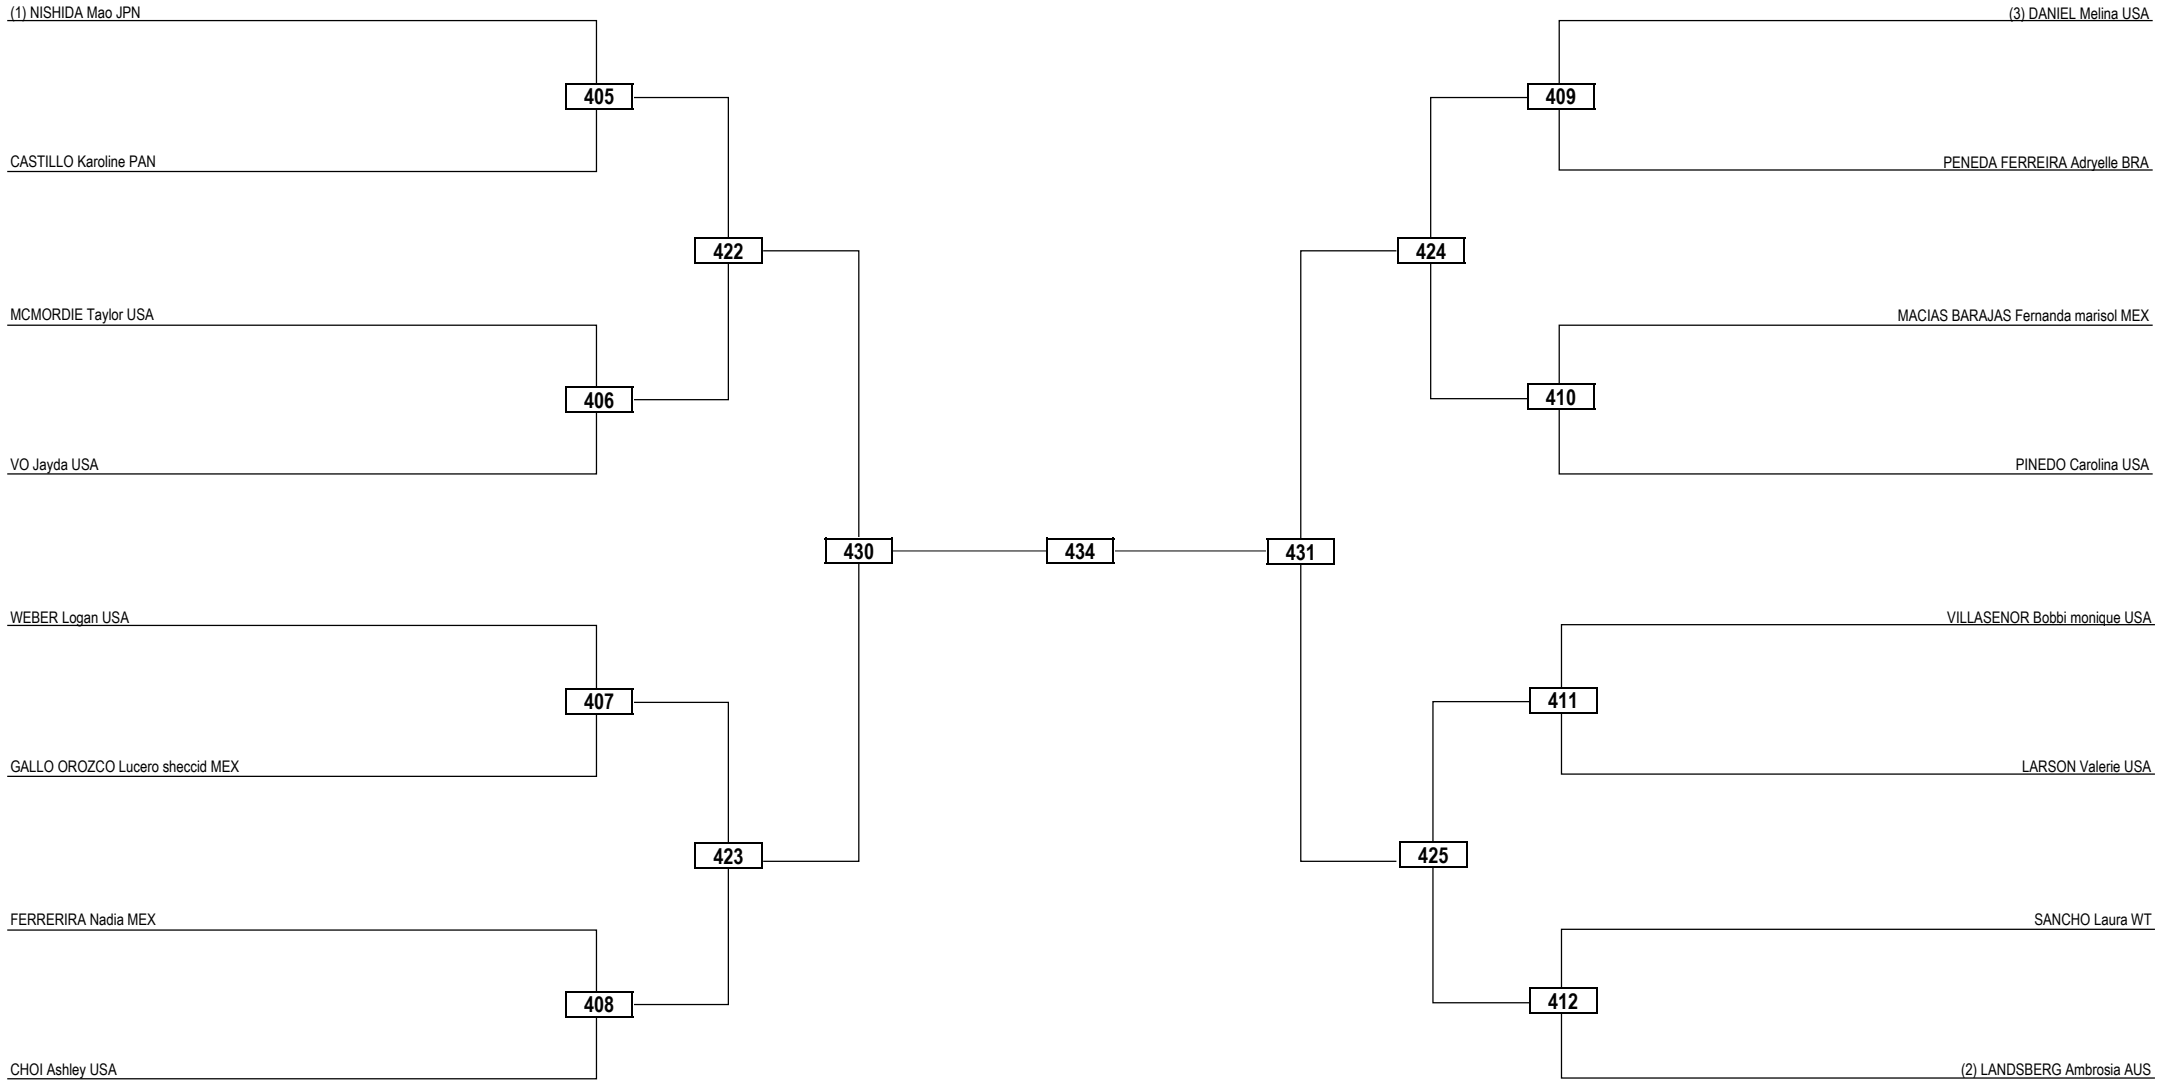 (1) NISHIDA Mao JPN
(3) DANIEL Melina USA
405
409
CASTILLO Karoline PAN
PENEDA FERREIRA Adryelle BRA
422
424
MCMORDIE Taylor USA
MACIAS BARAJAS Fernanda marisol MEX
406
410
VO Jayda USA
PINEDO Carolina USA
430
434
431
WEBER Logan USA
VILLASENOR Bobbi monique USA
407
411
GALLO OROZCO Lucero sheccid MEX
LARSON Valerie USA
423
425
FERRERIRA Nadia MEX
SANCHO Laura WT
408
412
CHOI Ashley USA
(2) LANDSBERG Ambrosia AUS